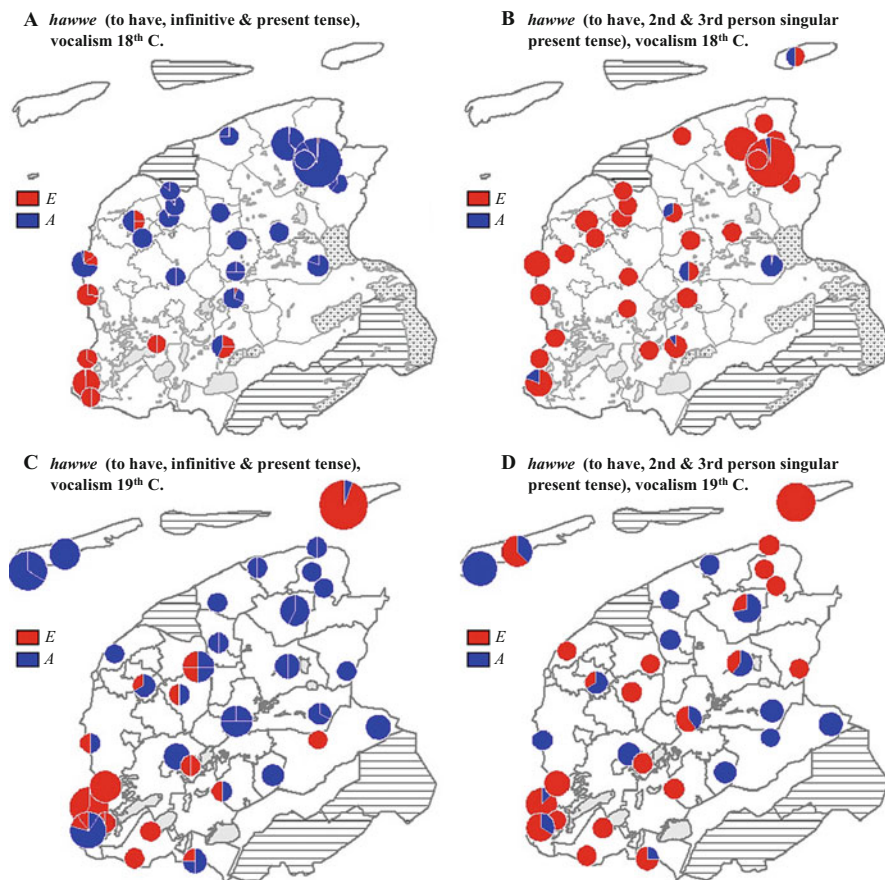 A hawwe (to have, infinitive & present tense),
vocalism 18th C.
E
A
B hawwe (to have, 2nd & 3rd person singular
present tense), vocalism 18th C.
E
A
C hawwe (to have, infinitive & present tense),
vocalism 19th C.
E
A
D hawwe (to have, 2nd & 3rd person singular
present tense), vocalism 19th C.
E
A